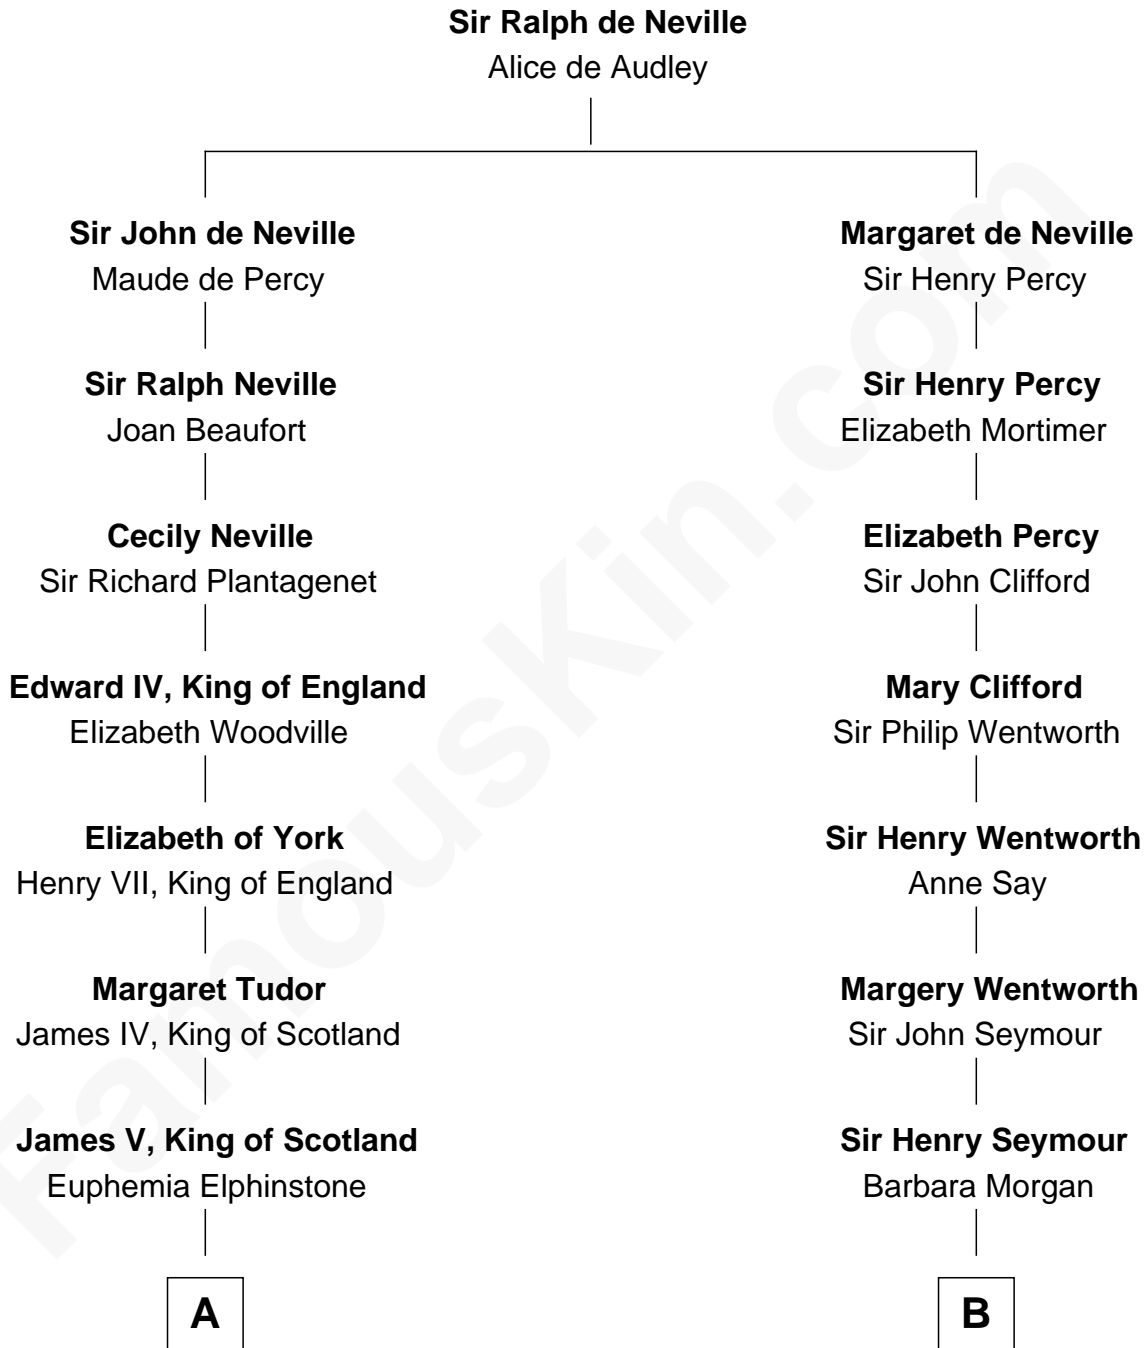 Sir Ralph de Neville
Alice de Audley
Sir John de Neville
Maude de Percy
Margaret de Neville
Sir Henry Percy
Sir Ralph Neville
Joan Beaufort
Sir Henry Percy
Elizabeth Mortimer
Cecily Neville
Sir Richard Plantagenet
Elizabeth Percy
Sir John Clifford
Edward IV, King of England
Elizabeth Woodville
Mary Clifford
Sir Philip Wentworth
Elizabeth of York
Henry VII, King of England
Sir Henry Wentworth
Anne Say
Margaret Tudor
James IV, King of Scotland
Margery Wentworth
Sir John Seymour
James V, King of Scotland
Euphemia Elphinstone
Sir Henry Seymour
Barbara Morgan
A
B
FamousKin.com